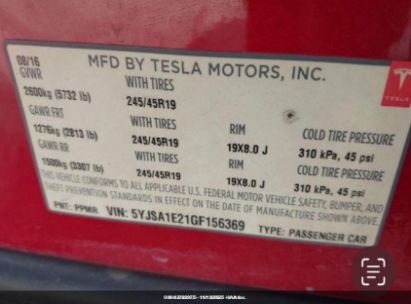 08/16 MFD BY TESLA MOTORS, INC.
GVWR WITH TIRES
2600kg (5732 lb) 245/45R19
TESLA
GAWR FRT WITH TIRES RIM COLD TIRE PRESSURE
1276kg (2813 lb) 245/45R19 19X8.0 J 310 kPa, 45 psi
GAWR RR WITH TIRES RIM COLD TIRE PRESSURE
1500kg (3307 lb) 245/45R19 19X8.0 J 310 kPa, 45 psi
THIS VEHICLE CONFORMS TO ALL APPLICABLE U.S. FEDERAL MOTOR VEHICLE SAFETY, BUMPER, AND
THEFT PREVENTION STANDARDS IN EFFECT ON THE DATE OF MANUFACTURE SHOWN ABOVE.
PNT: PPMR VIN: 5YJSA1E21GF156369 TYPE: PASSENGER CAR